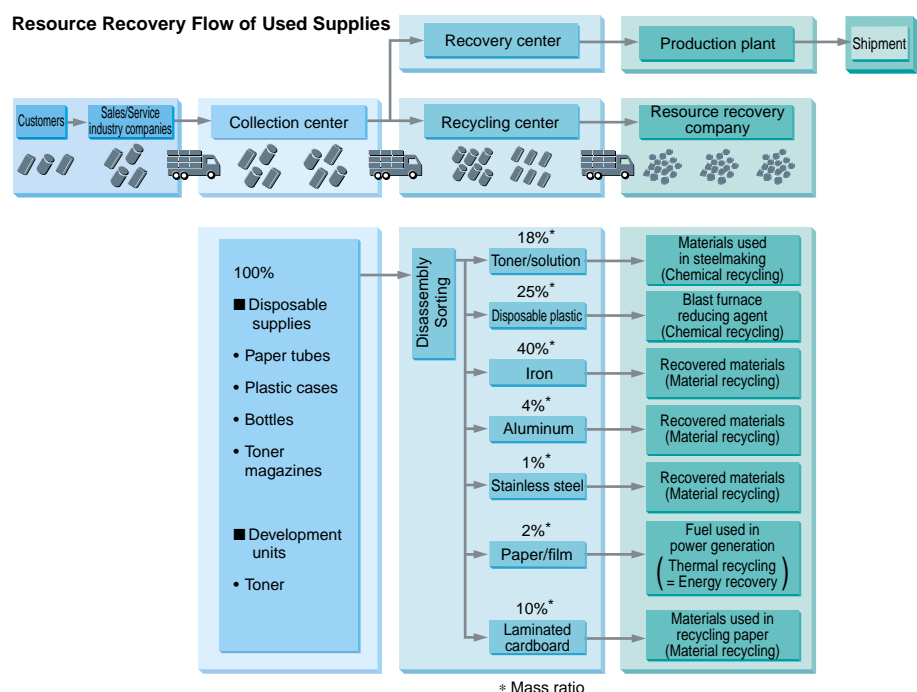 Resource Recovery Flow of Used Supplies
Recovery center
Production plant
Shipment
Customers
Sales/Service
industry companies
Collection center
Recycling center
Resource recovery
company
100%
■ Disposable
supplies
• Paper tubes
• Plastic cases
• Bottles
• Toner
magazines
■ Development
units
• Toner
Disassembly
Sorting
18%*
Toner/solution
Materials used
in steelmaking
(Chemical recycling)
25%*
Disposable plastic
Blast furnace
reducing agent
(Chemical recycling)
40%*
Iron
Recovered materials
(Material recycling)
4%*
Aluminum
Recovered materials
(Material recycling)
1%*
Stainless steel
Recovered materials
(Material recycling)
2%*
Paper/film
Fuel used in
power generation
( Thermal recycling
= Energy recovery )
10%*
Laminated
cardboard
Materials used in
recycling paper
(Material recycling)
* Mass ratio